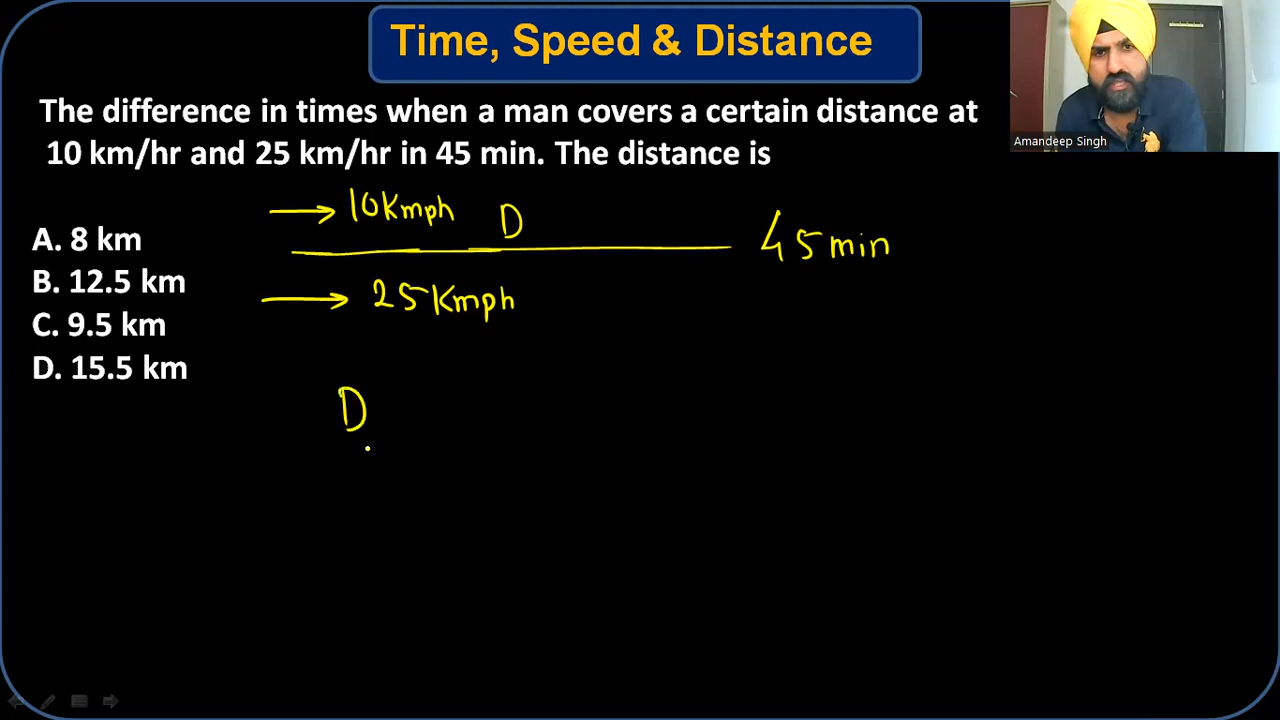 Time, Speed & Distance
The difference in times when a man covers a certain distance at
10 km/hr and 25 km/hr in 45 min. The distance is
Amandeep Singh
A. 8 km
B. 12.5 km
C. 9.5 km
D. 15.5 km
10Kmph D
45min
25Kmph
D